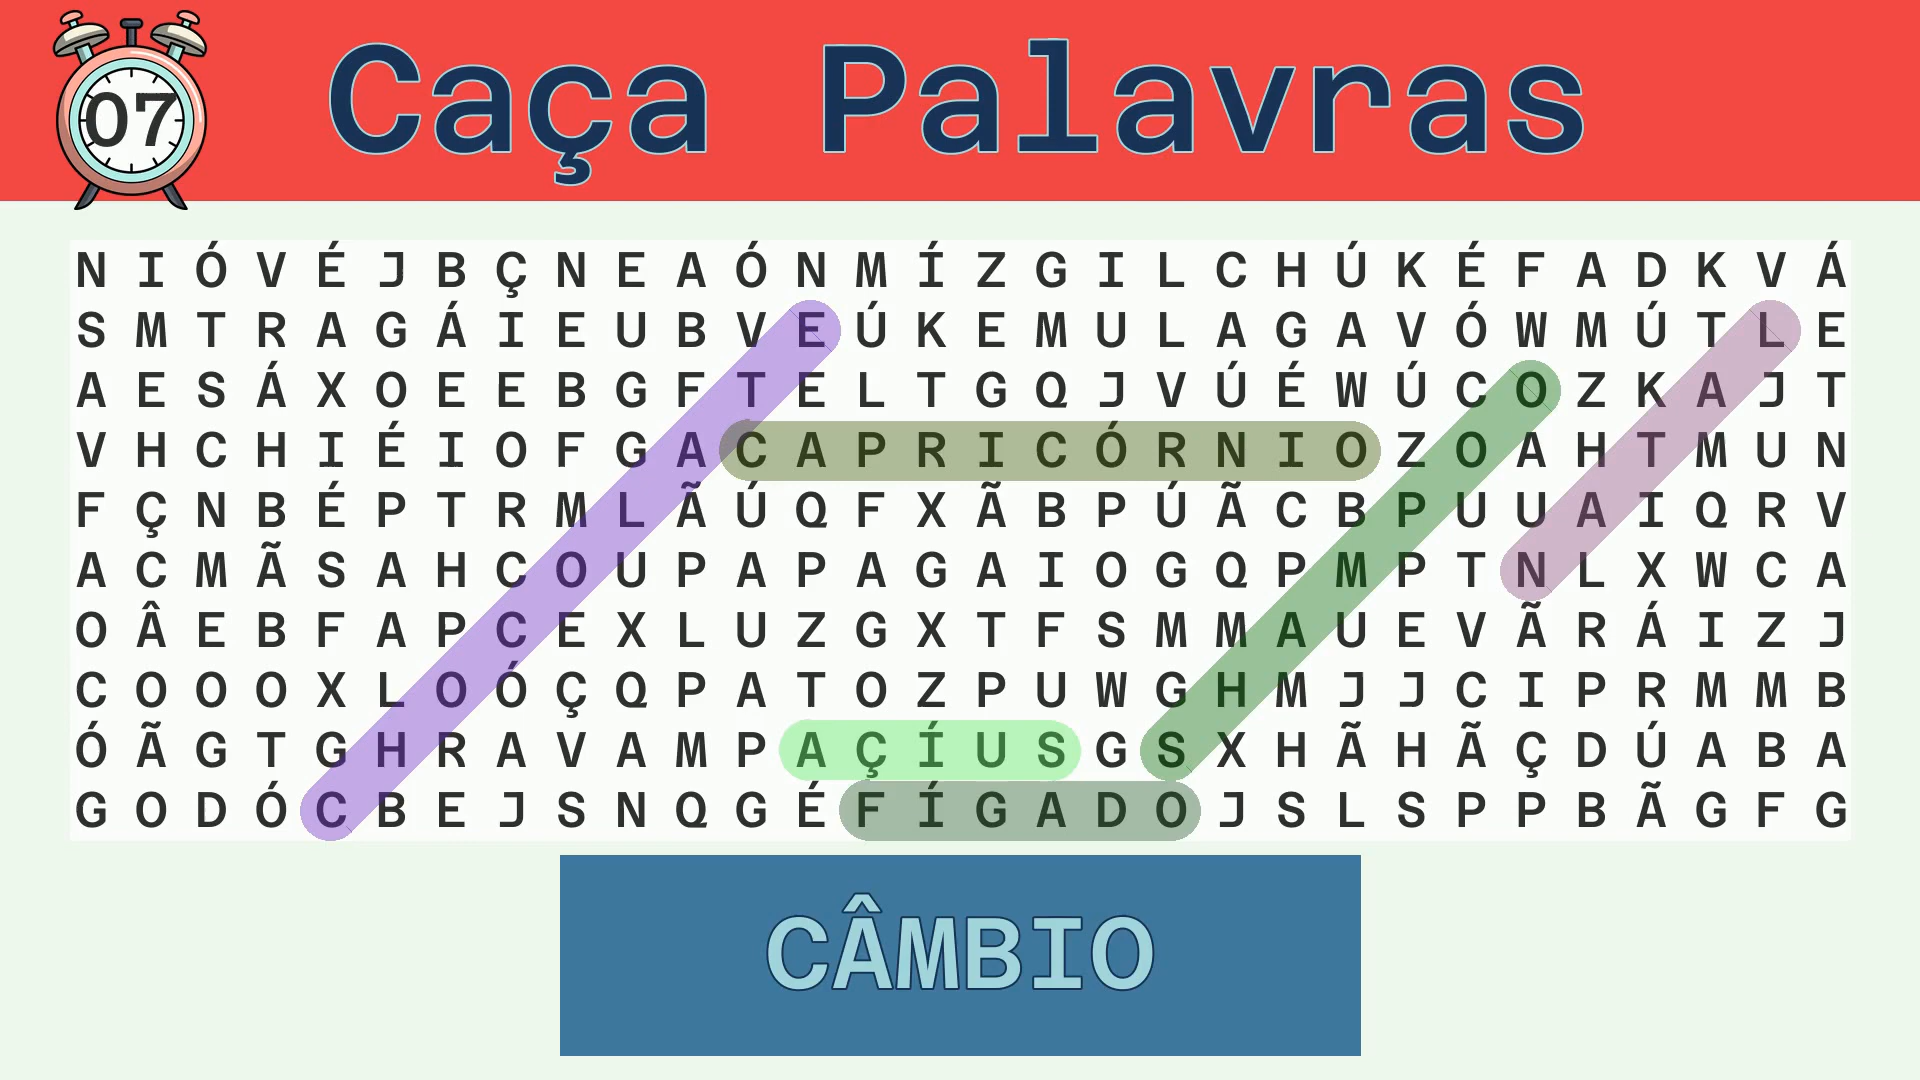 07
Caça Palavras
N I Ó V É J B Ç N E A Ó N M Í Z G I L C H Ú K É F A D K V Á
S M T R A G Á I E U B V E Ú K E M U L A G A V Ó W M Ú T L E
A E S Á X O E E B G F T E L T G Q J V Ú É W Ú C O Z K A J T
V H C H I É I O F G A C A P R I C Ó R N I O Z O A H T M U N
F Ç N B É P T R M L Ã Ú Q F X Ã B P Ú Ã C B P U U A I Q R V
A C M Ã S A H C O U P A P A G A I O G Q P M P T N L X W C A
O Â E B F A P C E X L U Z G X T F S M M A U E V Ã R Á I Z J
C O O O X L O Ó Ç Q P A T O Z P U W G H M J J C I P R M M B
Ó Ã G T G H R A V A M P A Ç Í U S G S X H Ã H Ã Ç D Ú A B A
G O D Ó C B E J S N Q G É F Í G A D O J S L S P P B Ã G F G
CÂMBIO